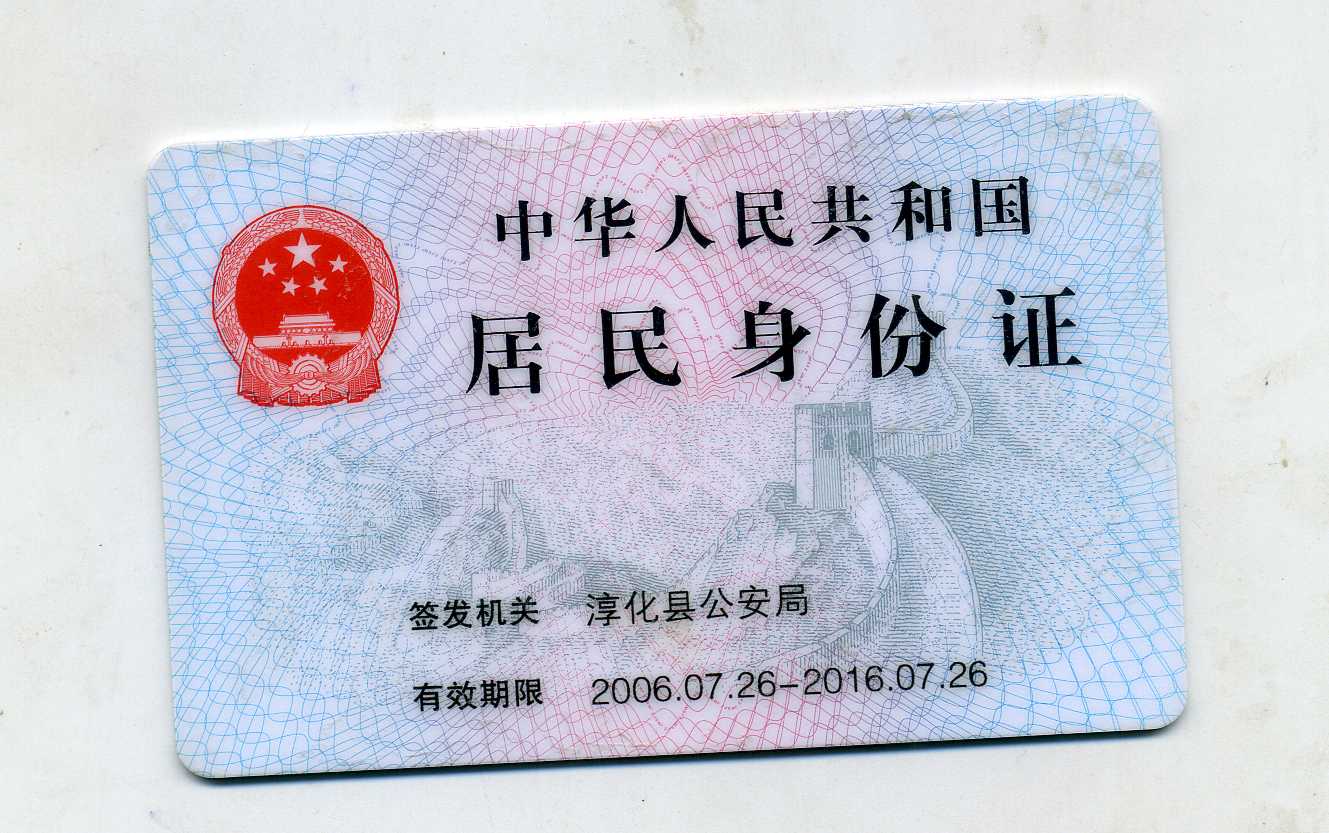 中华人民共和国
居民身份证
签发机关 淳化县公安局
有效期限 2006.07.26-2016.07.26